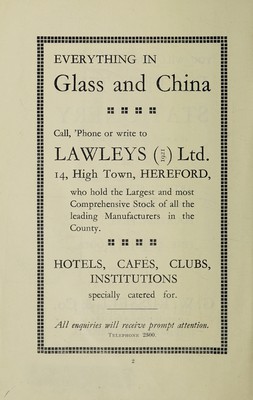 EVERYTHING IN
Glass and China
Call, 'Phone or write to
LAWLEYS (1921) Ltd.
14, High Town, HEREFORD,
who hold the Largest and most
Comprehensive Stock of all the
leading Manufacturers in the
County.
HOTELS, CAFES, CLUBS,
INSTITUTIONS
specially catered for.
All enquiries will receive prompt attention.
TELEPHONE 2500.
2